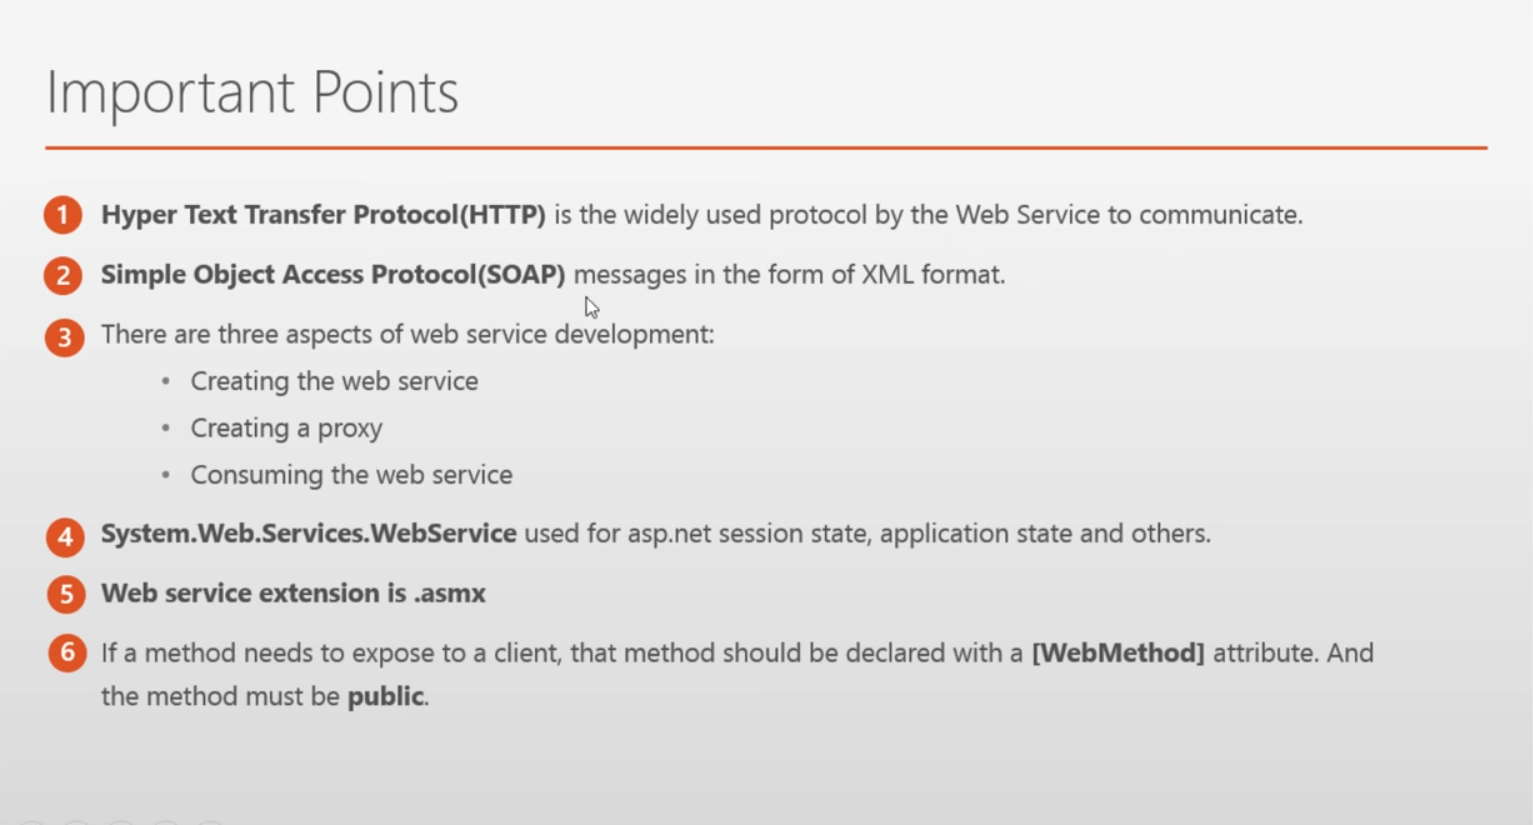 Important Points
1 Hyper Text Transfer Protocol(HTTP) is the widely used protocol by the Web Service to communicate.
2 Simple Object Access Protocol(SOAP) messages in the form of XML format.
3 There are three aspects of web service development:
• Creating the web service
• Creating a proxy
• Consuming the web service
4 System.Web.Services.WebService used for asp.net session state, application state and others.
5 Web service extension is .asmx
6 If a method needs to expose to a client, that method should be declared with a [WebMethod] attribute. And
the method must be public.